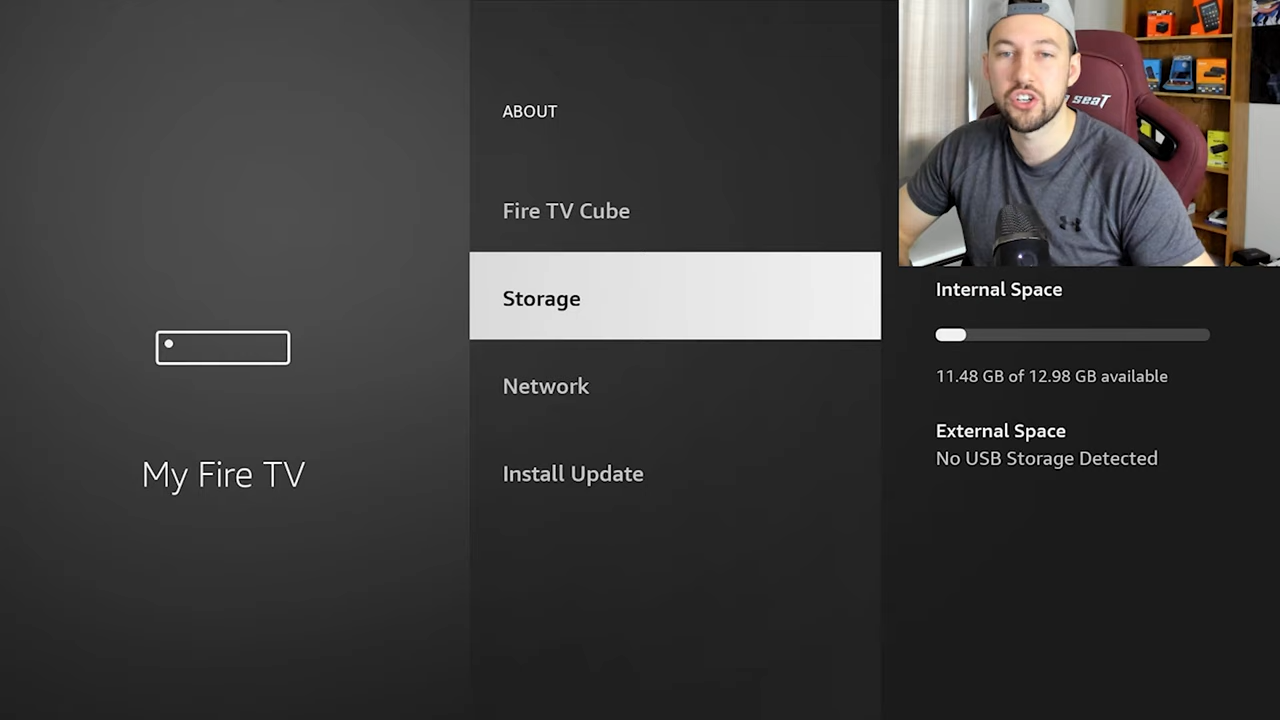 My Fire TV
ABOUT
Fire TV Cube
Storage
Network
Install Update
seaT
Internal Space
11.48 GB of 12.98 GB available
External Space
No USB Storage Detected